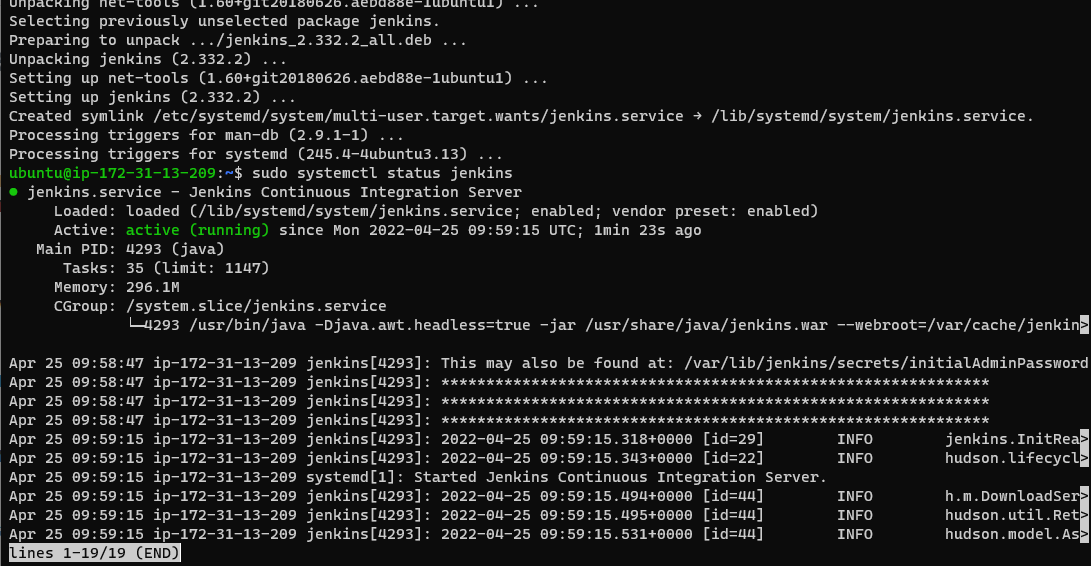 Unpacking net-tools (1.60+git20180626.aebd88e-1ubuntu1) ...
Selecting previously unselected package jenkins.
Preparing to unpack .../jenkins_2.332.2_all.deb ...
Unpacking jenkins (2.332.2) ...
Setting up net-tools (1.60+git20180626.aebd88e-1ubuntu1) ...
Setting up jenkins (2.332.2) ...
Created symlink /etc/systemd/system/multi-user.target.wants/jenkins.service → /lib/systemd/system/jenkins.service.
Processing triggers for man-db (2.9.1-1) ...
Processing triggers for systemd (245.4-4ubuntu3.13) ...
ubuntu@ip-172-31-13-209:~$ sudo systemctl status jenkins
● jenkins.service - Jenkins Continuous Integration Server
     Loaded: loaded (/lib/systemd/system/jenkins.service; enabled; vendor preset: enabled)
     Active: active (running) since Mon 2022-04-25 09:59:15 UTC; 1min 23s ago
   Main PID: 4293 (java)
      Tasks: 35 (limit: 1147)
     Memory: 296.1M
     CGroup: /system.slice/jenkins.service
             └─4293 /usr/bin/java -Djava.awt.headless=true -jar /usr/share/java/jenkins.war --webroot=/var/cache/jenkin>
Apr 25 09:58:47 ip-172-31-13-209 jenkins[4293]: This may also be found at: /var/lib/jenkins/secrets/initialAdminPassword
Apr 25 09:58:47 ip-172-31-13-209 jenkins[4293]: *************************************************************
Apr 25 09:58:47 ip-172-31-13-209 jenkins[4293]: *************************************************************
Apr 25 09:58:47 ip-172-31-13-209 jenkins[4293]: *************************************************************
Apr 25 09:59:15 ip-172-31-13-209 jenkins[4293]: 2022-04-25 09:59:15.318+0000 [id=29]        INFO        jenkins.InitRea>
Apr 25 09:59:15 ip-172-31-13-209 jenkins[4293]: 2022-04-25 09:59:15.343+0000 [id=22]        INFO        hudson.lifecycl>
Apr 25 09:59:15 ip-172-31-13-209 systemd[1]: Started Jenkins Continuous Integration Server.
Apr 25 09:59:15 ip-172-31-13-209 jenkins[4293]: 2022-04-25 09:59:15.494+0000 [id=44]        INFO        h.m.DownloadSer>
Apr 25 09:59:15 ip-172-31-13-209 jenkins[4293]: 2022-04-25 09:59:15.495+0000 [id=44]        INFO        hudson.util.Ret>
Apr 25 09:59:15 ip-172-31-13-209 jenkins[4293]: 2022-04-25 09:59:15.531+0000 [id=44]        INFO        hudson.model.As>
lines 1-19/19 (END)